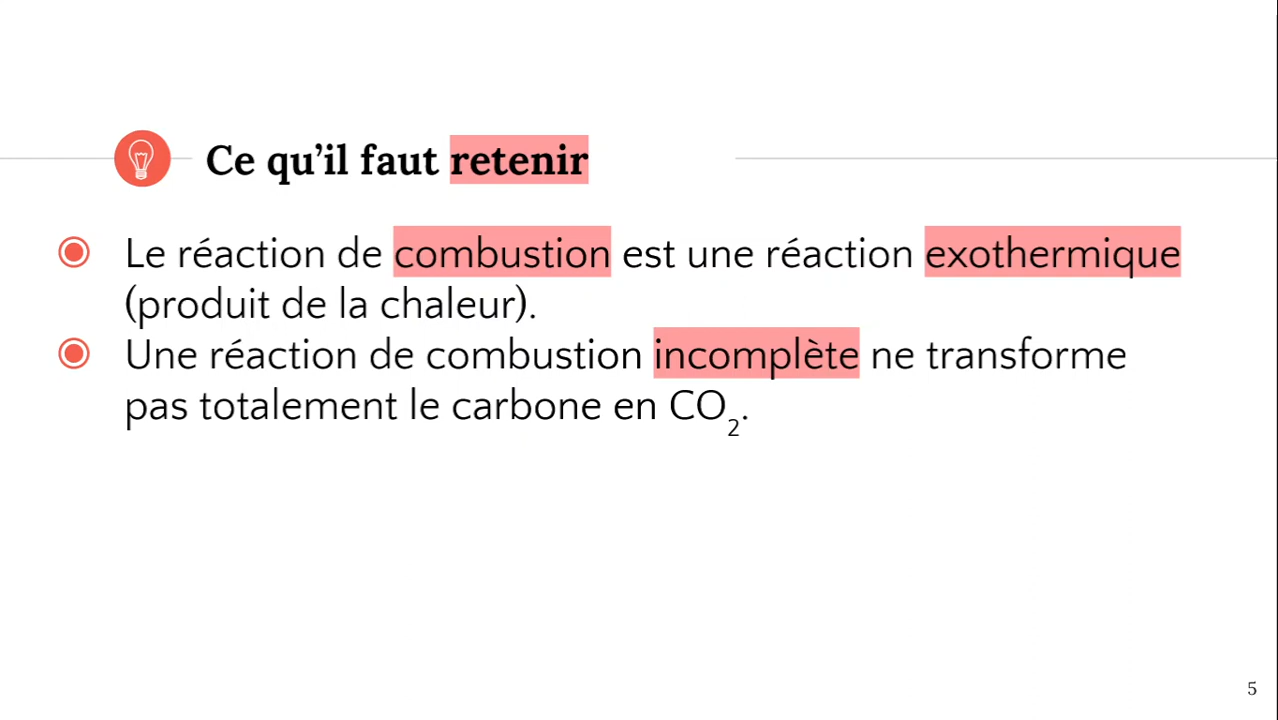 Ce qu’il faut retenir
Le réaction de combustion est une réaction exothermique
(produit de la chaleur).
Une réaction de combustion incomplète ne transforme
pas totalement le carbone en CO₂.
5